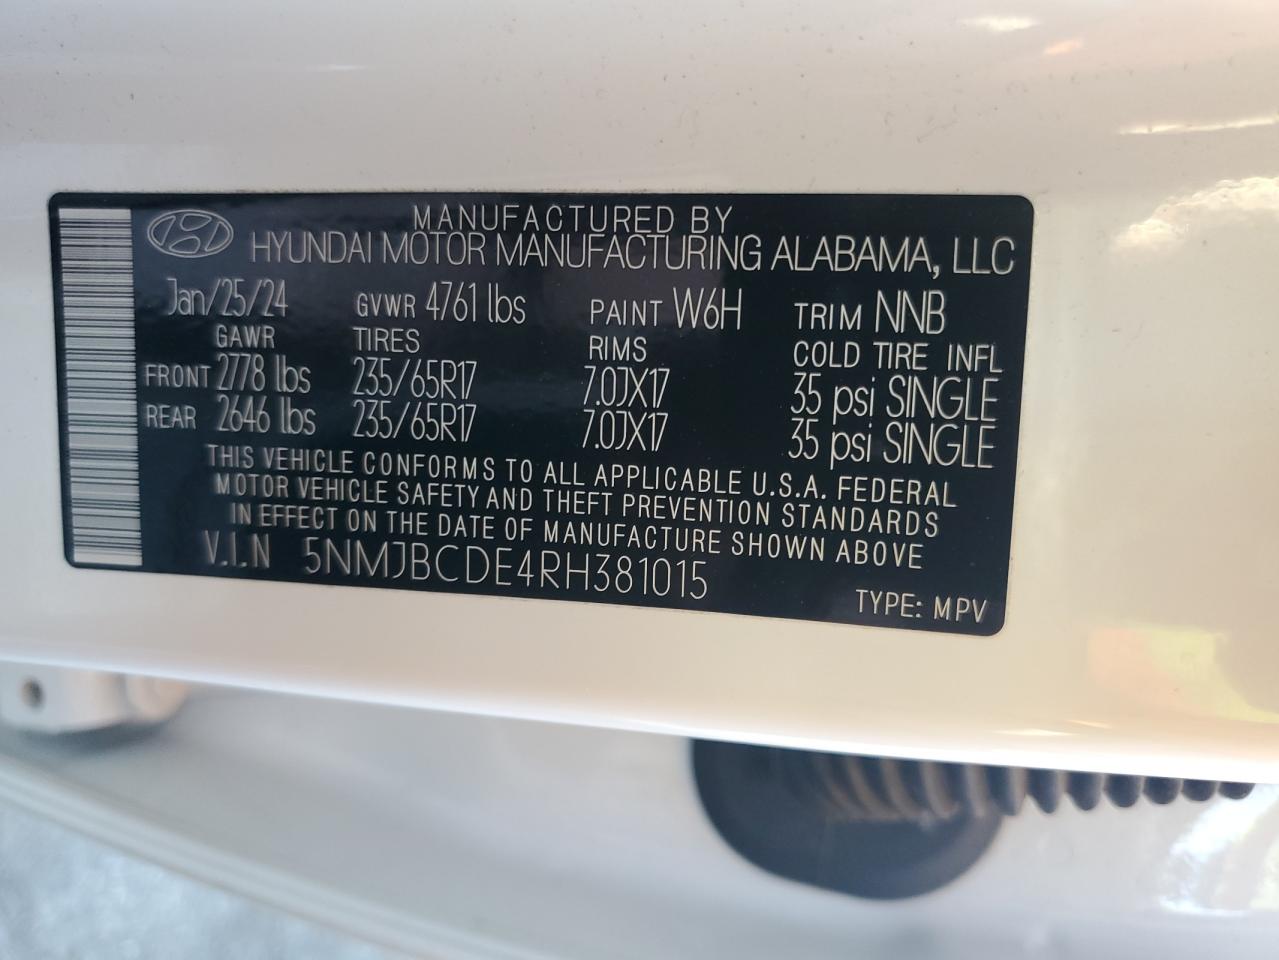 MANUFACTURED BY
HYUNDAI MOTOR MANUFACTURING ALABAMA, LLC
Jan/25/24 GVWR 4761 lbs PAINT W6H TRIM NNB
GAWR TIRES RIMS COLD TIRE INFL
FRONT 2778 lbs 235/65R17 7.0JX17 35 psi SINGLE
REAR 2646 lbs 235/65R17 7.0JX17 35 psi SINGLE
THIS VEHICLE CONFORMS TO ALL APPLICABLE U.S.A. FEDERAL
MOTOR VEHICLE SAFETY AND THEFT PREVENTION STANDARDS
IN EFFECT ON THE DATE OF MANUFACTURE SHOWN ABOVE
V.I.N 5NMJBCDE4RH381015
TYPE: MPV